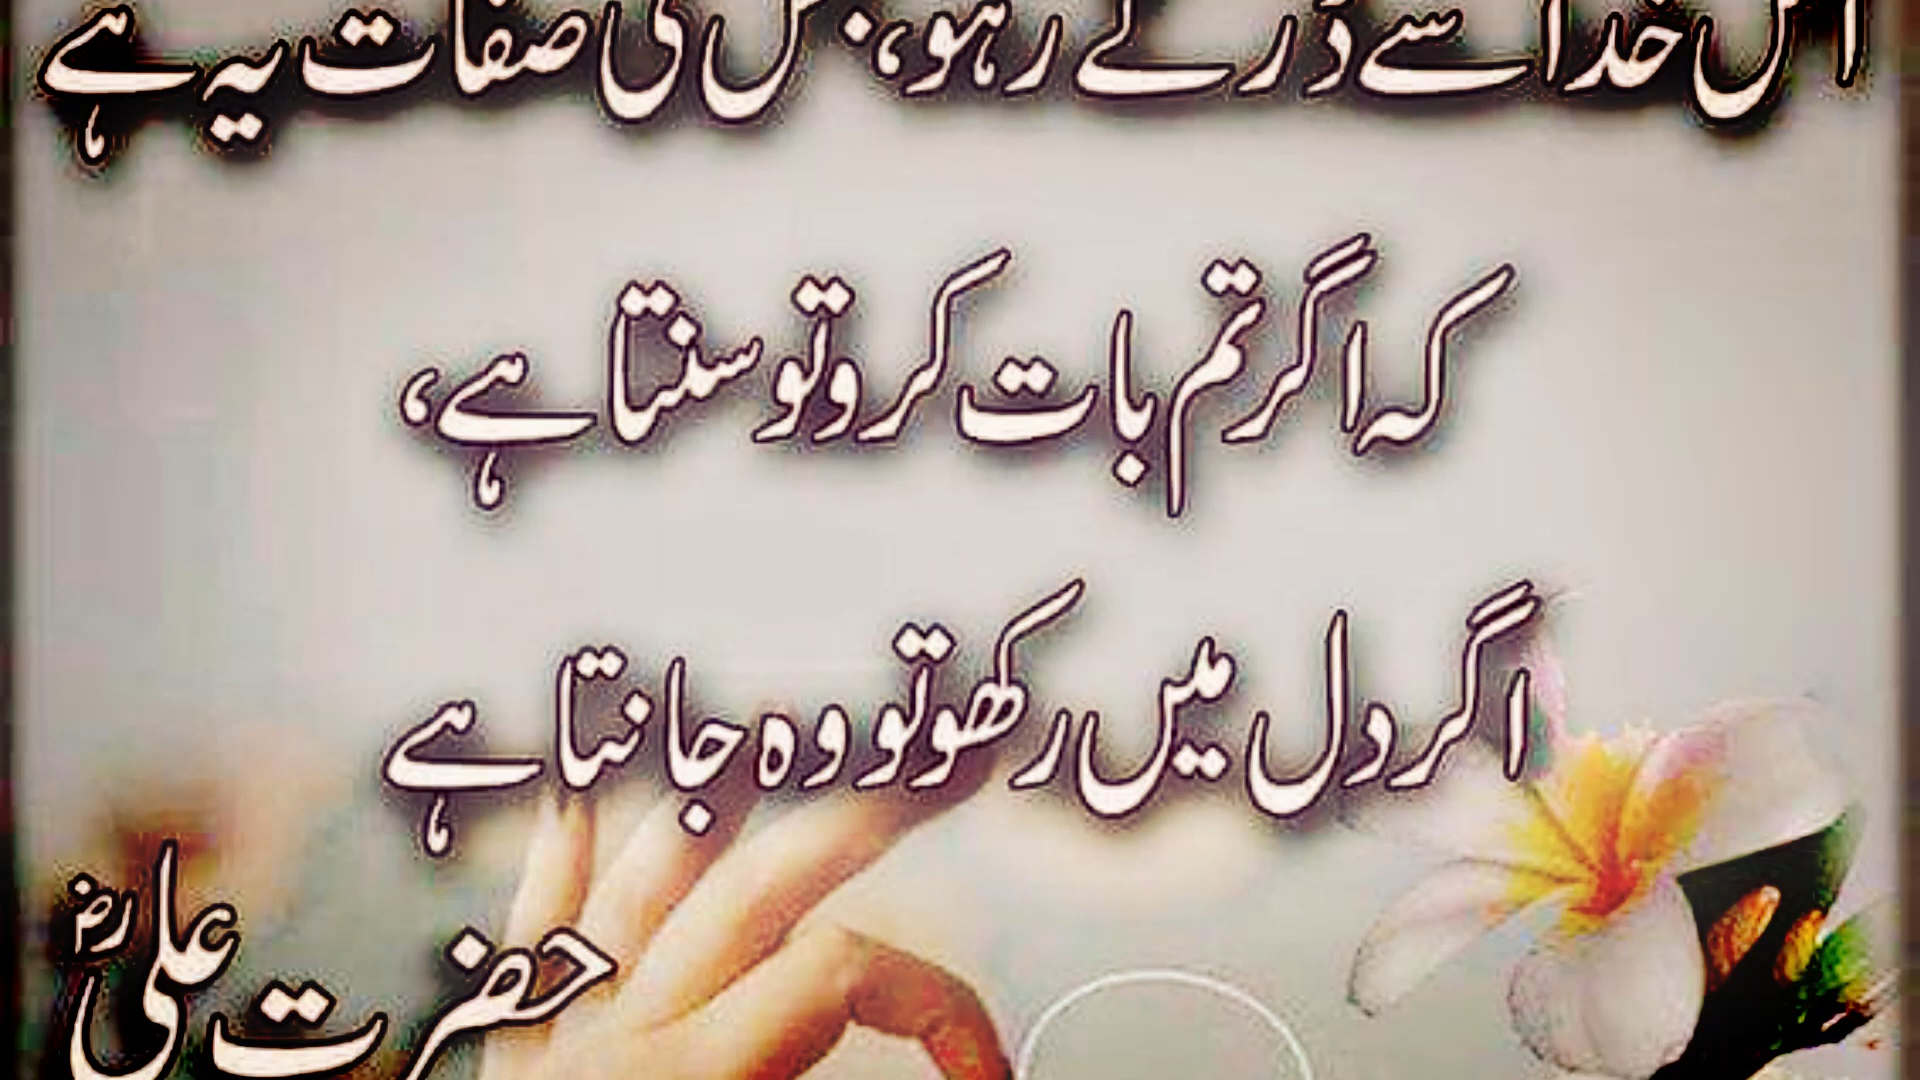 اس خدا سے ڈرتے رہو، جس کی صفات یہ ہے
کہ اگر تم بات کرو تو سنتا ہے،
اگر دل میں رکھو تو وہ جانتا ہے
حضرت علیؓ